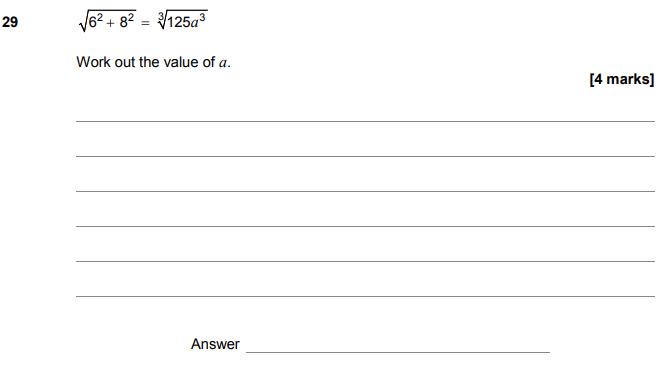 29 √6² + 8² = ∛125a³
Work out the value of a.
[4 marks]
Answer